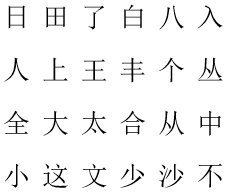 日 田 了 白 八 入
人 上 王 丰 个 丛
全 大 太 合 从 中
小 这 文 少 沙 不